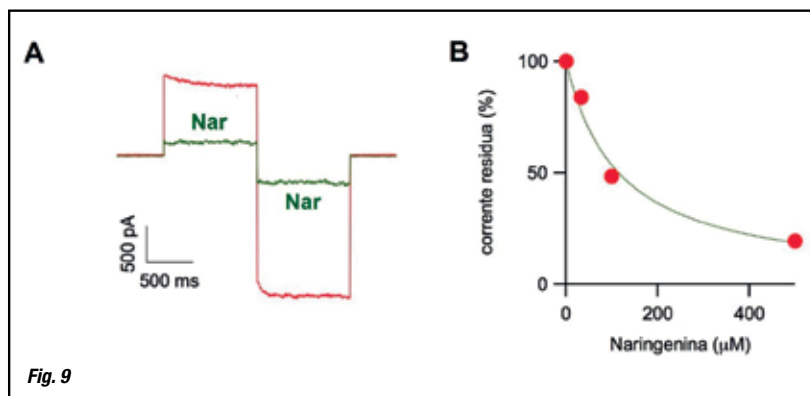 A
Nar
Nar
500 pA
500 ms
B
corrente residua (%)
100
50
0
0
200
400
Naringenina (µM)
Fig. 9